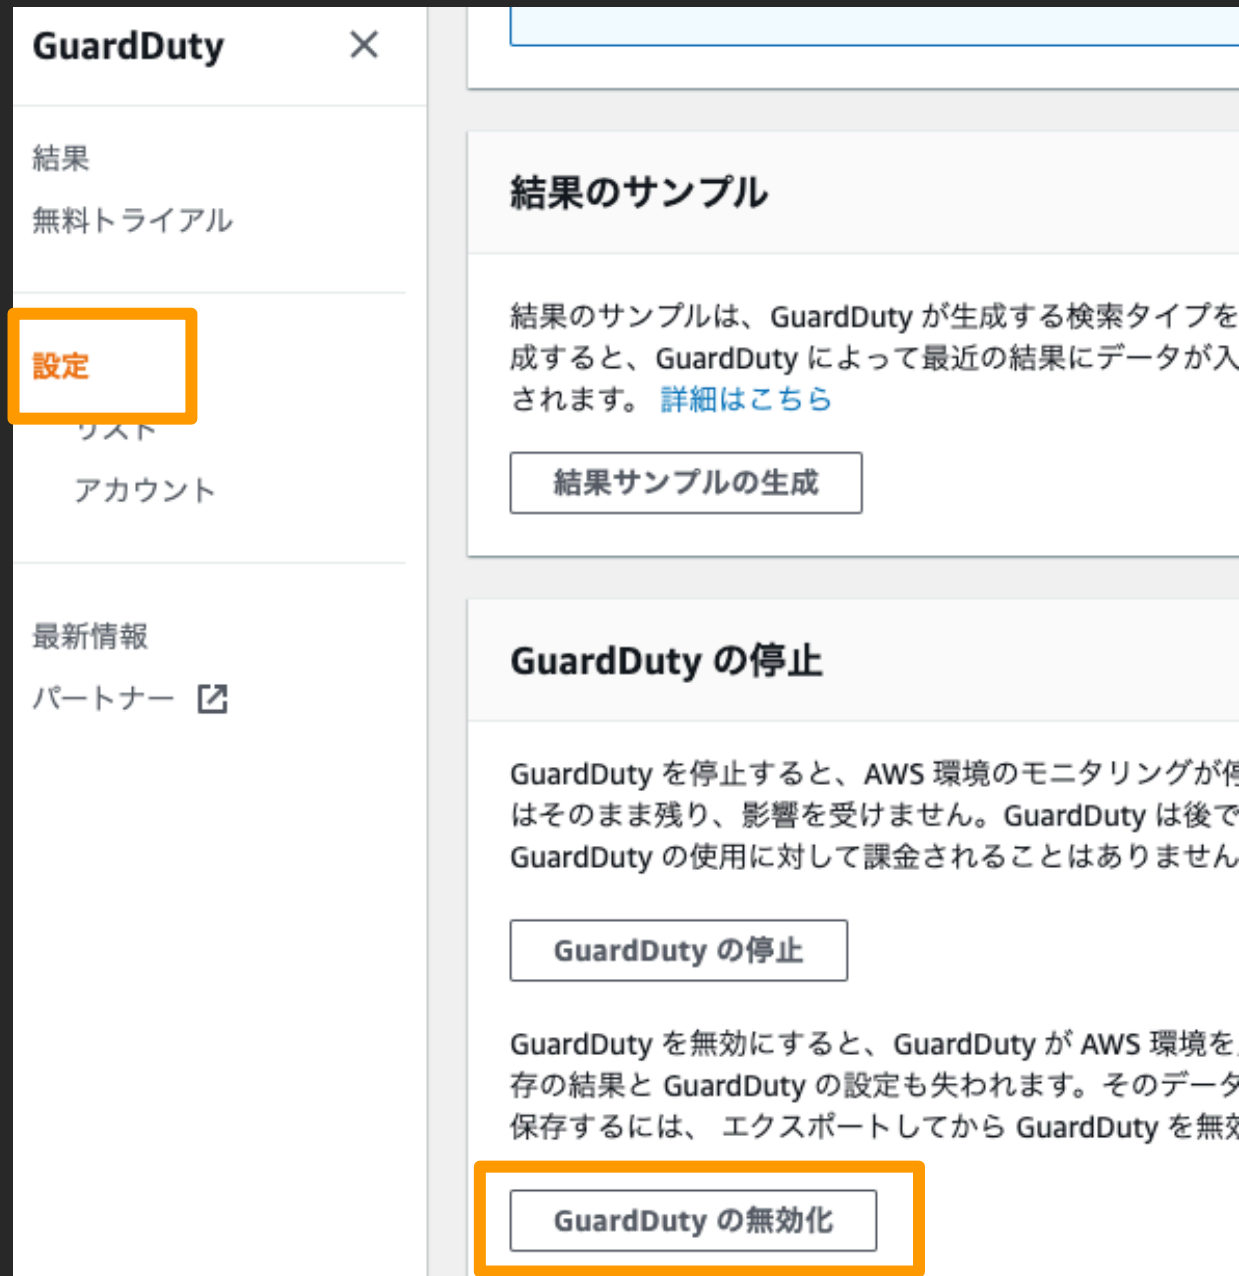 GuardDuty
結果
無料トライアル
設定
リスト
アカウント
最新情報
パートナー
結果のサンプル
結果のサンプルは、GuardDuty が生成する検索タイプを
成すると、GuardDuty によって最近の結果にデータが入
されます。 詳細はこちら
結果サンプルの生成
GuardDuty の停止
GuardDuty を停止すると、AWS 環境のモニタリングが停
はそのまま残り、影響を受けません。GuardDuty は後で
GuardDuty の使用に対して課金されることはありません
GuardDuty の停止
GuardDuty を無効にすると、GuardDuty が AWS 環境を
存の結果と GuardDuty の設定も失われます。そのデータ
保存するには、 エクスポートしてから GuardDuty を無効
GuardDuty の無効化